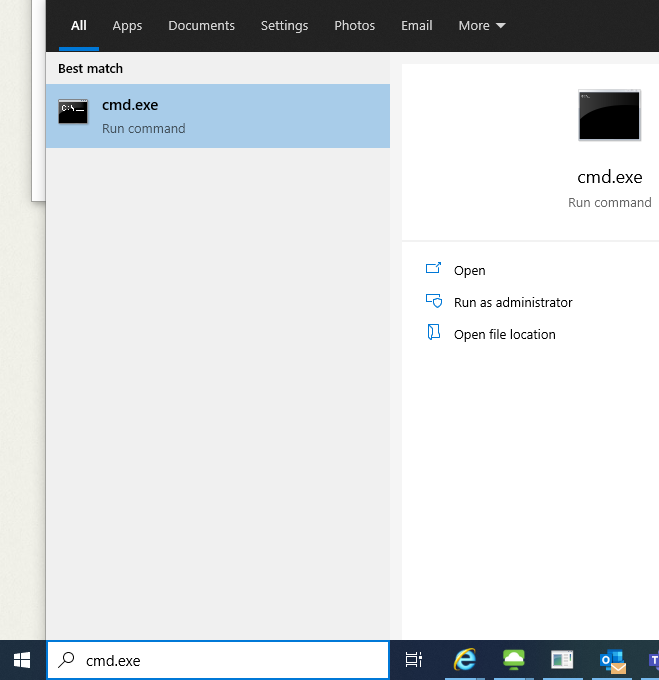 All Apps Documents Settings Photos Email More
Best match
cmd.exe
Run command
cmd.exe
Run command
Open
Run as administrator
Open file location
cmd.exe